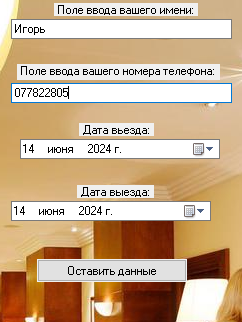 Поле ввода вашего имени:
Игорь
Поле ввода вашего номера телефона:
077822805
Дата вьезда:
14 июня 2024 г.
Дата выезда:
14 июня 2024 г.
Оставить данные